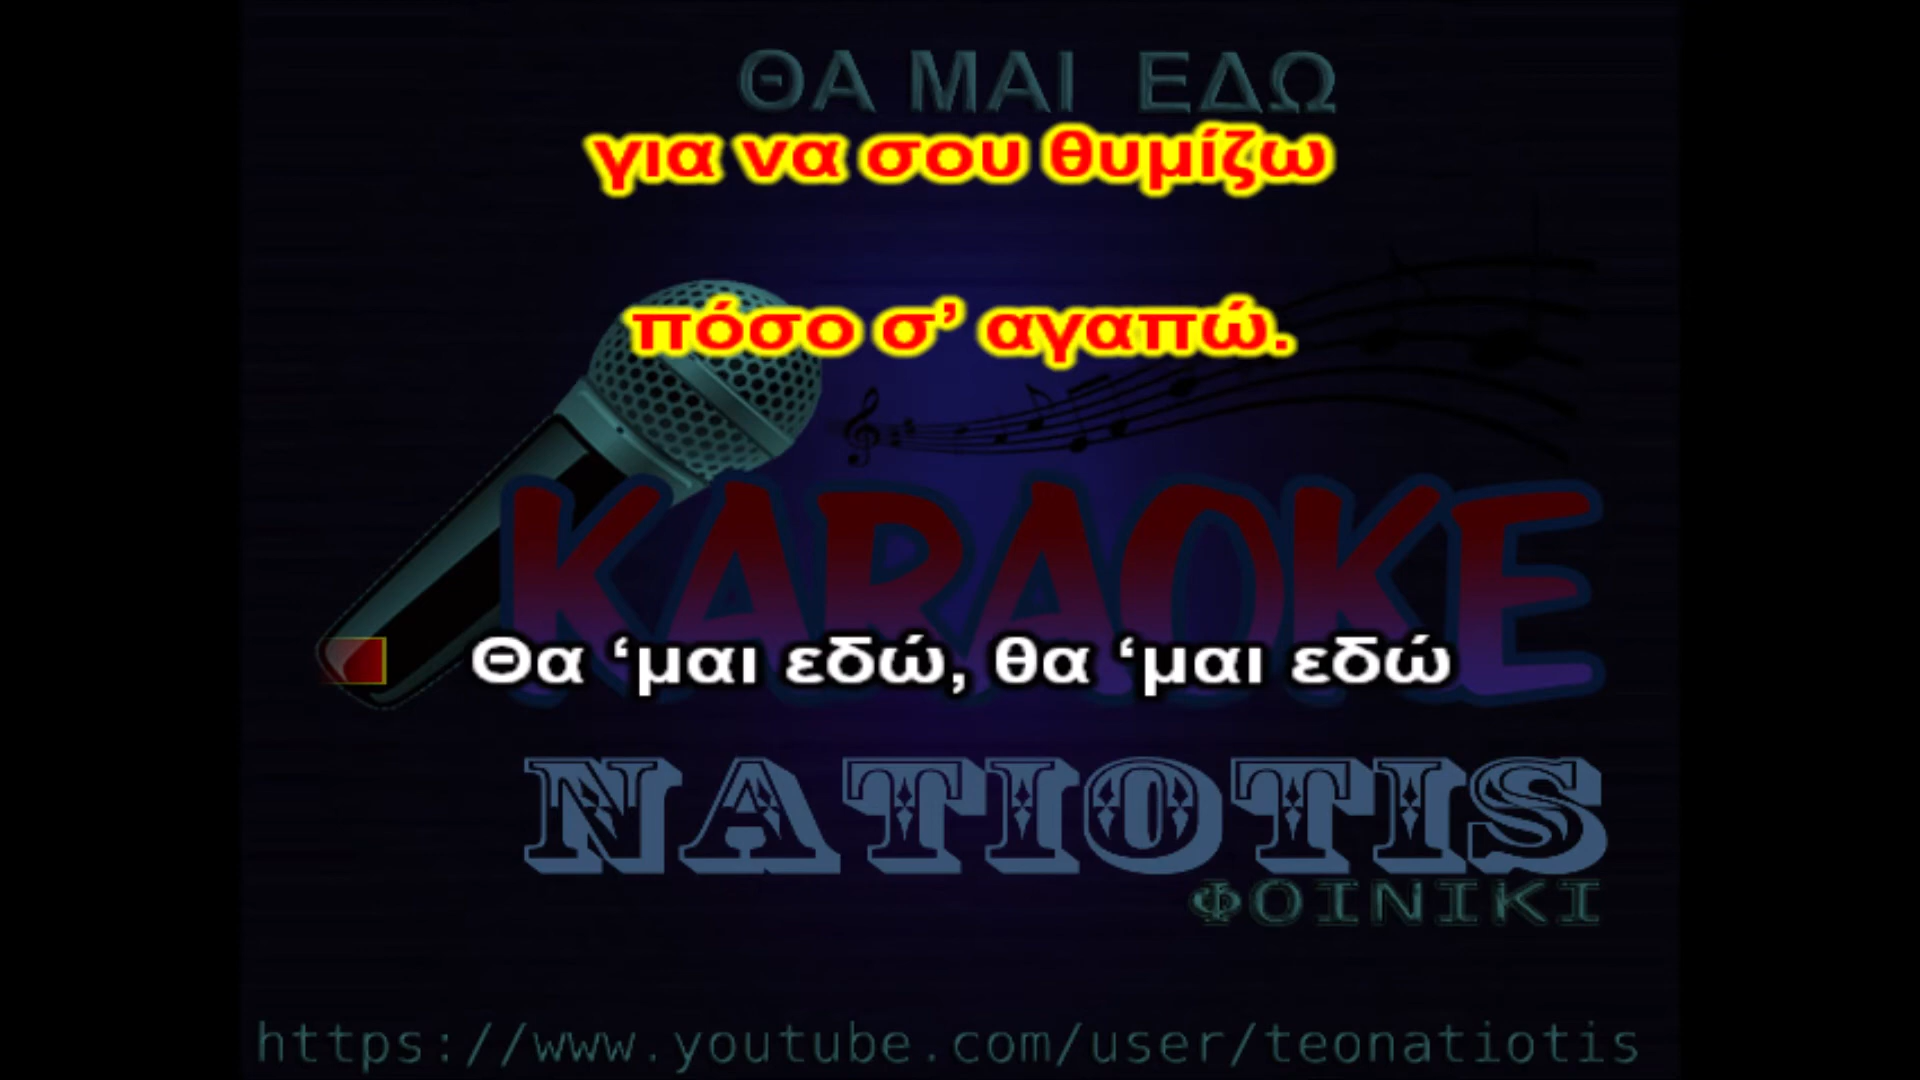 ΘΑ ΜΑΙ ΕΔΩ
για να σου θυμίζω
πόσο σ’ αγαπώ.
KARAOKE
Θα ‘μαι εδώ, θα ‘μαι εδώ
NATIOTIS
ΦΟΙΝΙΚΙ
https://www.youtube.com/user/teonatiotis